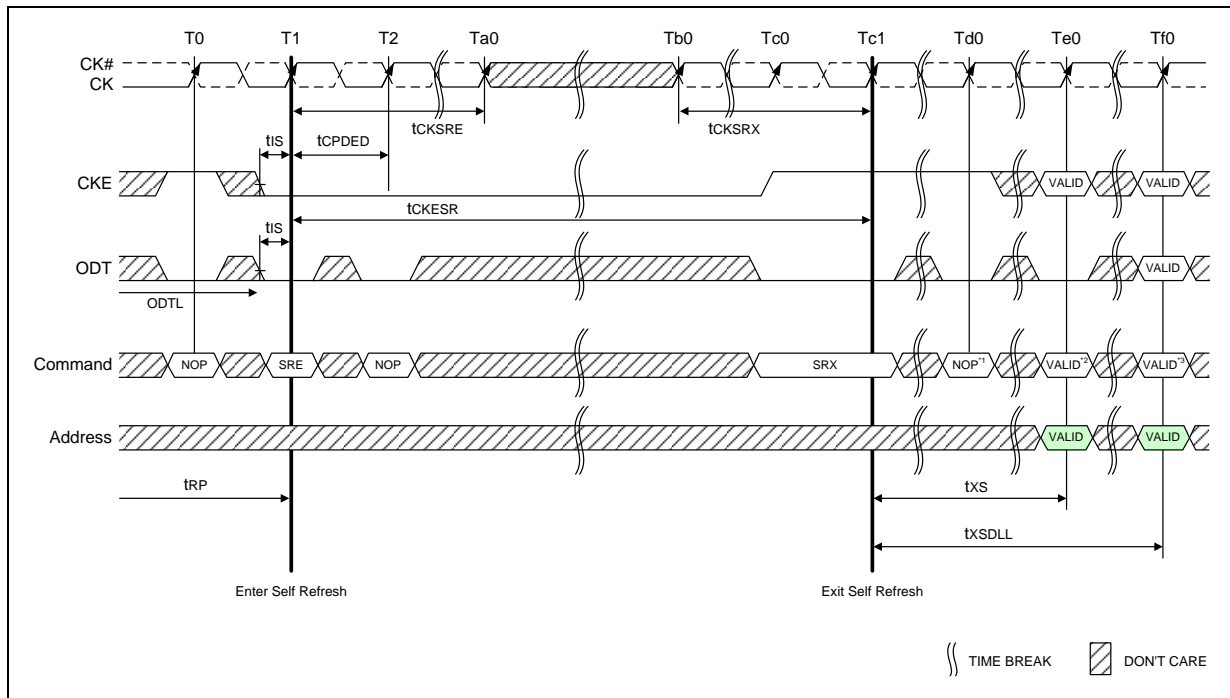 T0 T1 T2 Ta0 Tb0 Tc0 Tc1 Td0 Te0 Tf0
CK#
CK
tCKSRE tCKSRX
tIS tCPDED
CKE VALID VALID
tCKESR
tIS
ODT VALID
ODTL
Command NOP SRE NOP SRX NOP*1 VALID*2 VALID*3
Address VALID VALID
tRP tXS
tXSDLL
Enter Self Refresh Exit Self Refresh
TIME BREAK DON'T CARE